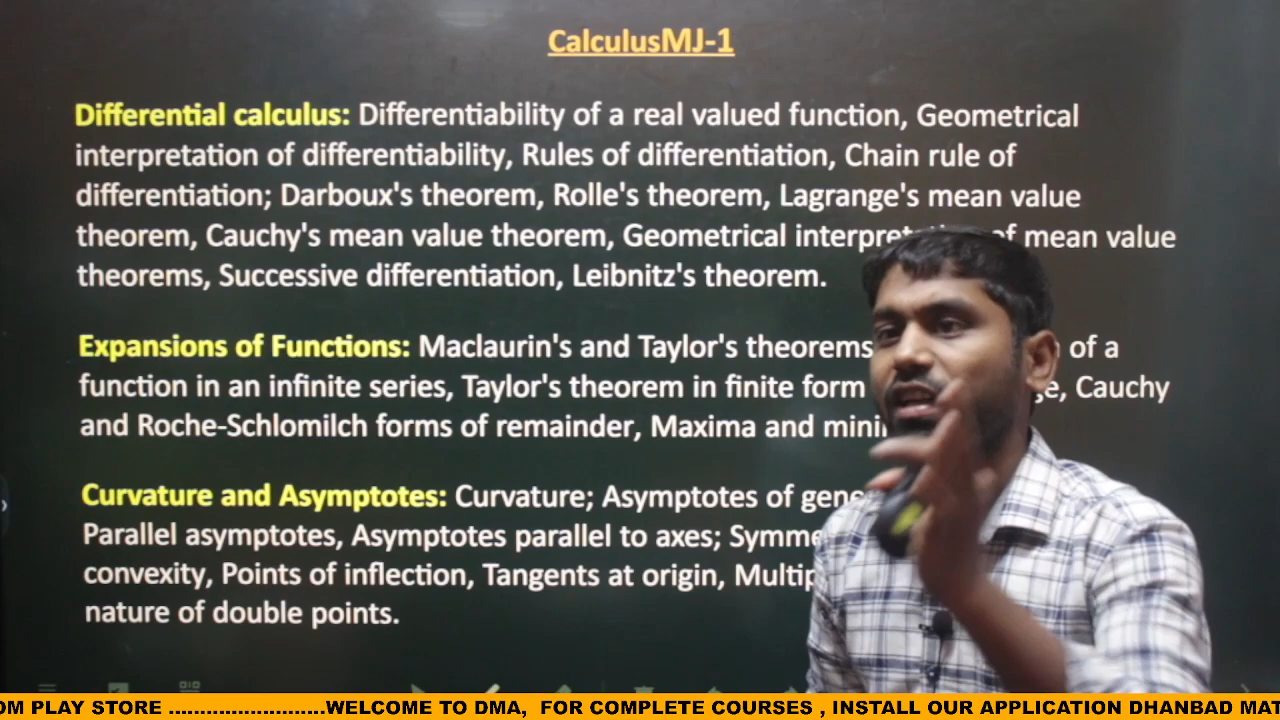 CalculusMJ-1
Differential calculus: Differentiability of a real valued function, Geometrical
interpretation of differentiability, Rules of differentiation, Chain rule of
differentiation; Darboux's theorem, Rolle's theorem, Lagrange's mean value
theorem, Cauchy's mean value theorem, Geometrical of mean value
theorems, Successive differentiation, Leibnitz's theorem.
Expansions of Functions: Maclaurin's and Taylor's theorems of a
function in an infinite series, Taylor's theorem in finite form Cauchy
and Roche-Schlomilch forms of remainder, Maxima and
Curvature and Asymptotes: Curvature; Asymptotes of
Parallel asymptotes, Asymptotes parallel to axes;
convexity, Points of inflection, Tangents at origin,
nature of double points.
OM PLAY STORE ........................WELCOME TO DMA, FOR COMPLETE COURSES , INSTALL OUR APPLICATION DHANBAD MAT